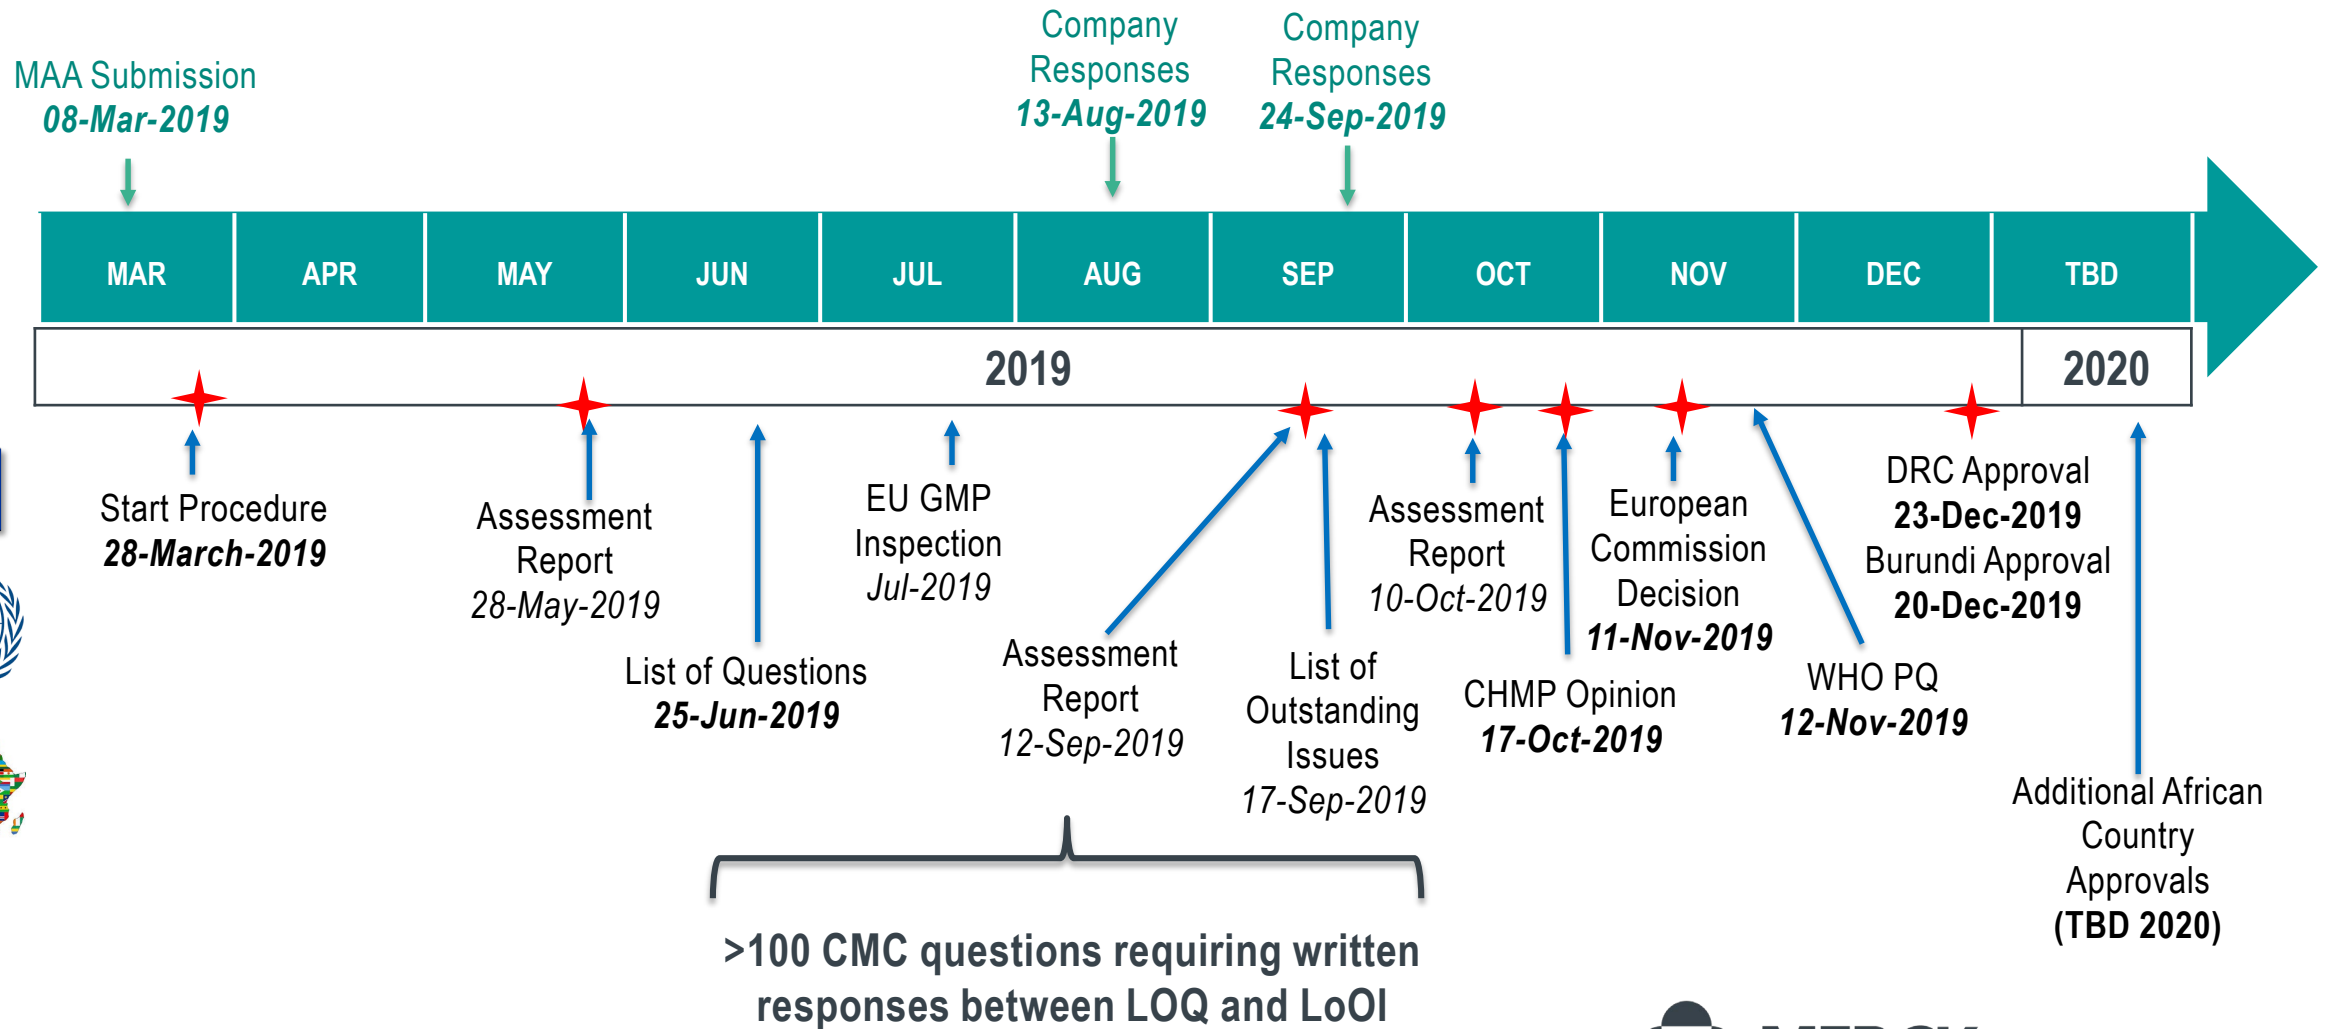 Company
Responses
13-Aug-2019
Company
Responses
24-Sep-2019
MAA Submission
08-Mar-2019
MAR
APR
MAY
JUN
JUL
AUG
SEP
OCT
NOV
DEC
TBD
2019
2020
Start Procedure
28-March-2019
Assessment
Report
28-May-2019
List of Questions
25-Jun-2019
EU GMP
Inspection
Jul-2019
Assessment
Report
12-Sep-2019
List of
Outstanding
Issues
17-Sep-2019
Assessment
Report
10-Oct-2019
CHMP Opinion
17-Oct-2019
European
Commission
Decision
11-Nov-2019
WHO PQ
12-Nov-2019
DRC Approval
23-Dec-2019
Burundi Approval
20-Dec-2019
Additional African
Country
Approvals
(TBD 2020)
>100 CMC questions requiring written
responses between LOQ and LoOI